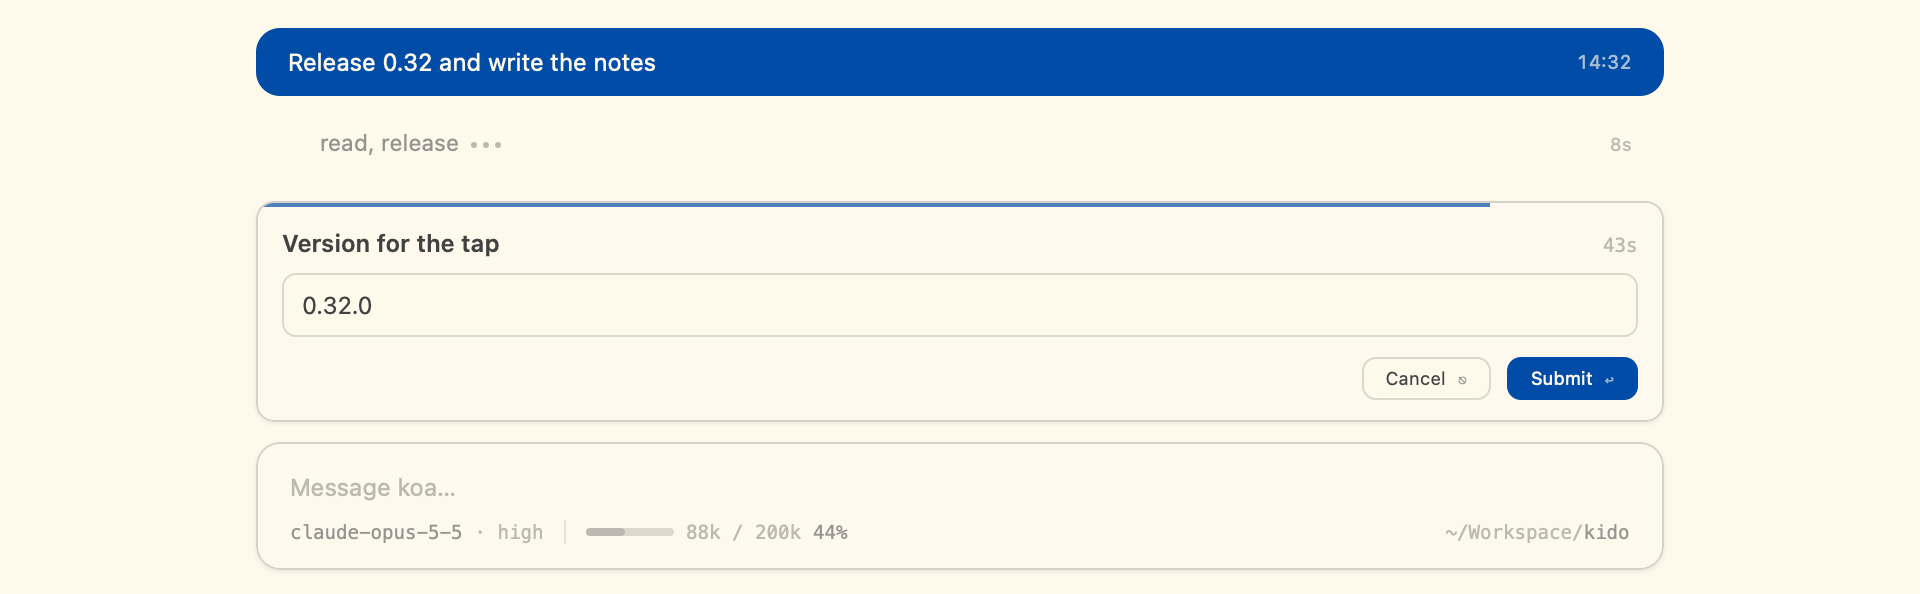 Release 0.32 and write the notes 14:32
read, release ••• 8s
Version for the tap 43s
0.32.0
Cancel ⎋ Submit ↩
Message koa...
claude-opus-5-5 · high 88k / 200k 44% ~/Workspace/kido